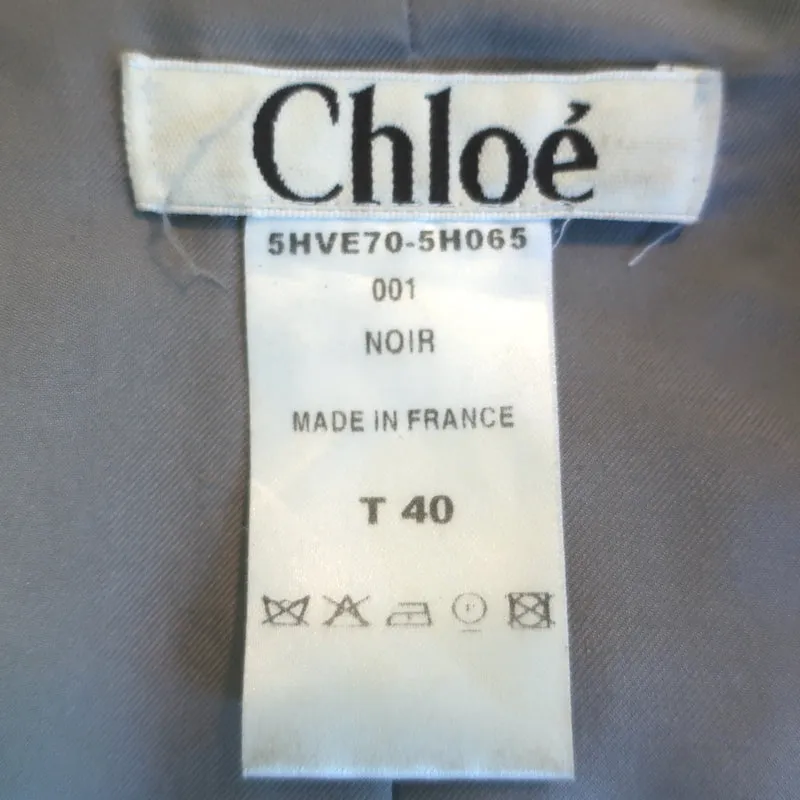 Chloé
5HVE70-5H065
001
NOIR
MADE IN FRANCE
T 40